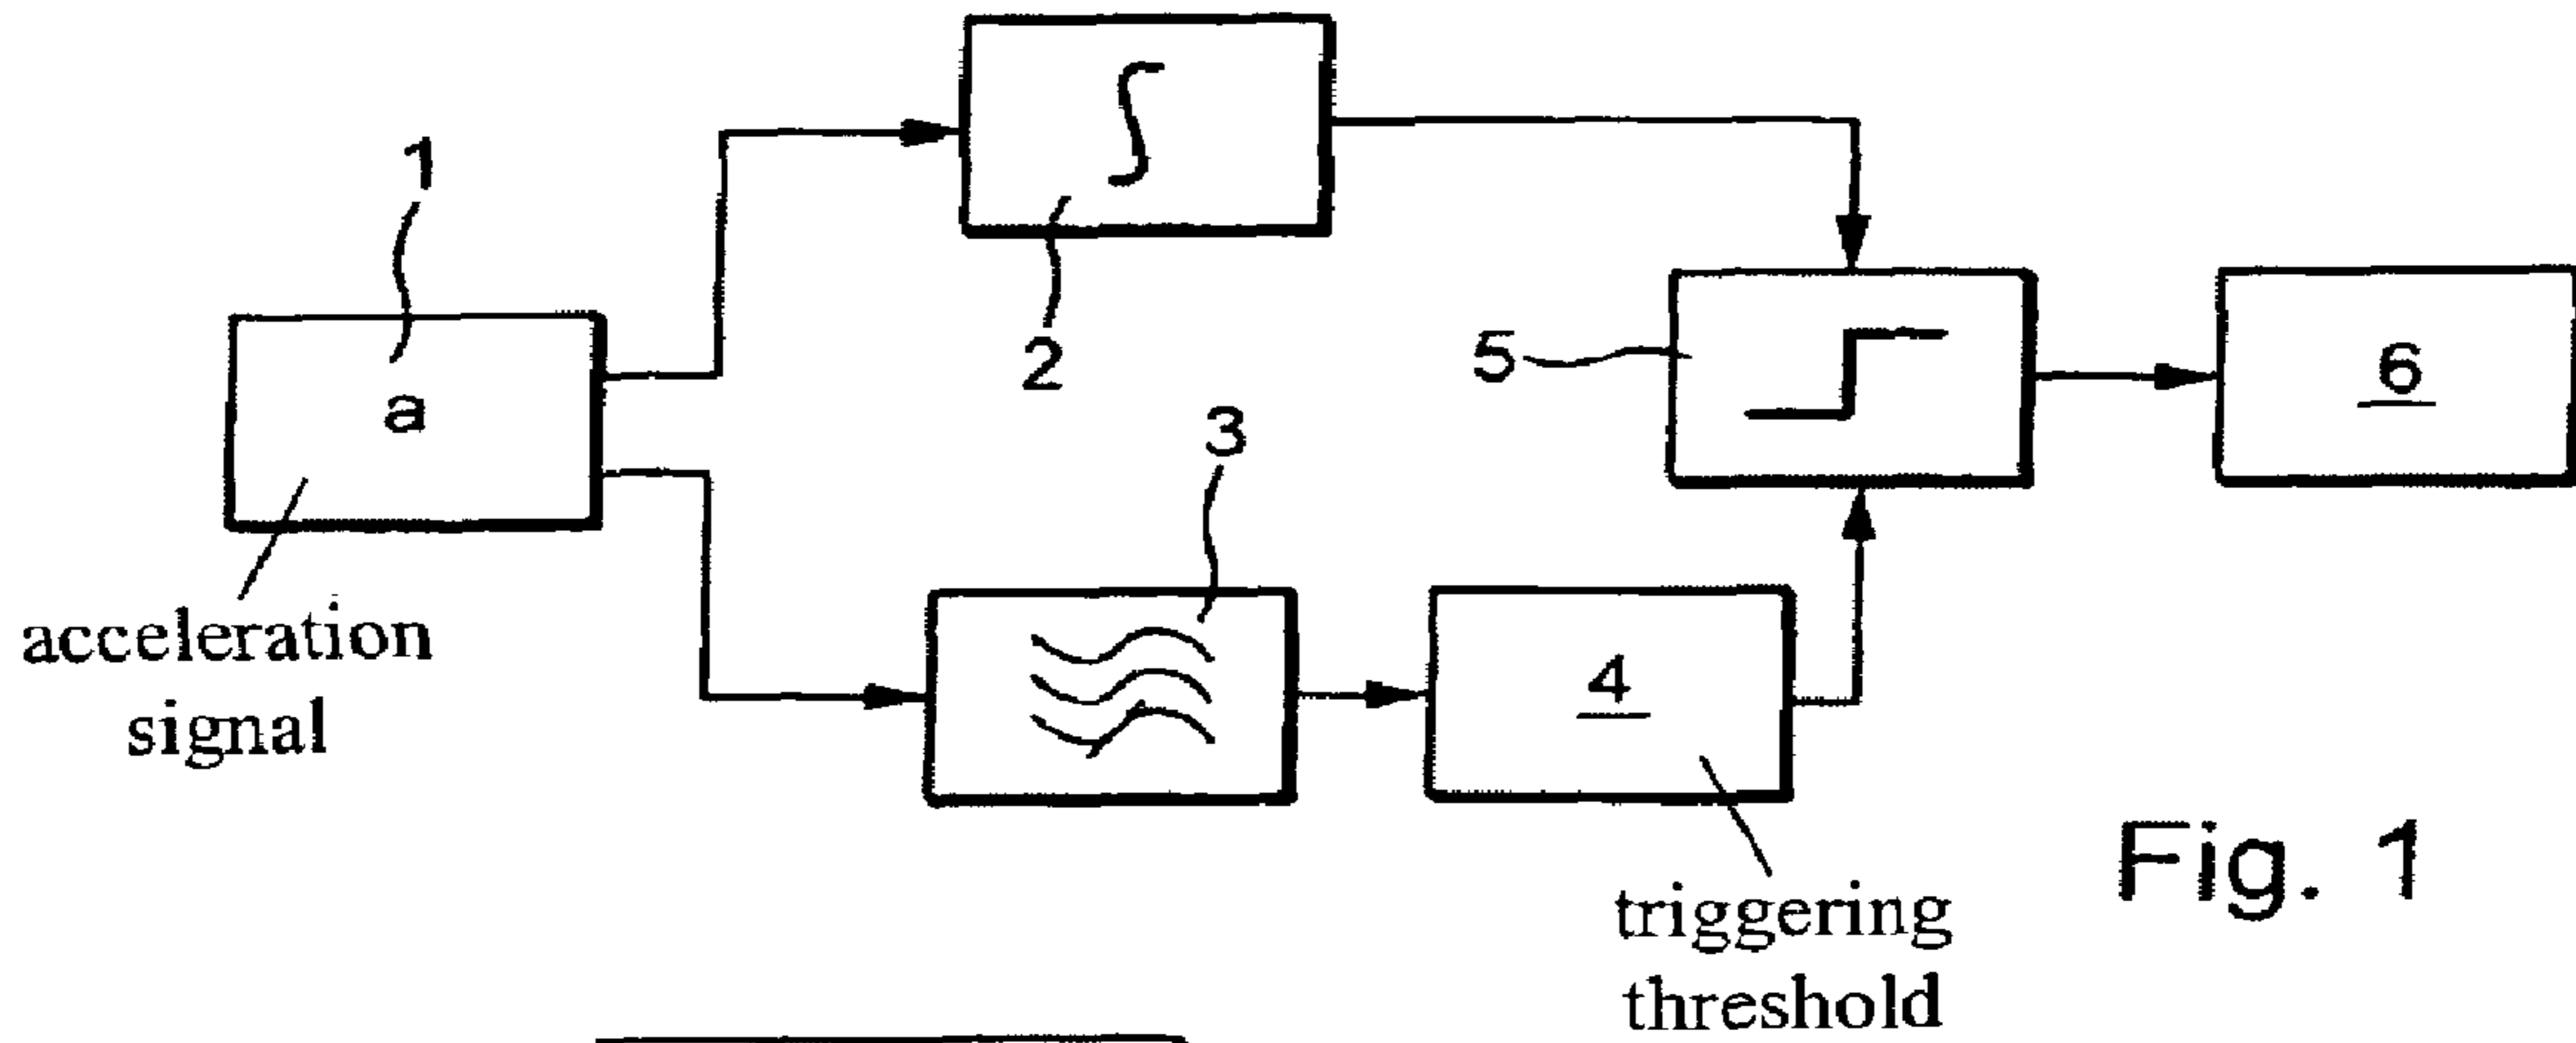 1
a
acceleration
signal
∫
2
3
4
triggering
threshold
5
6
Fig. 1